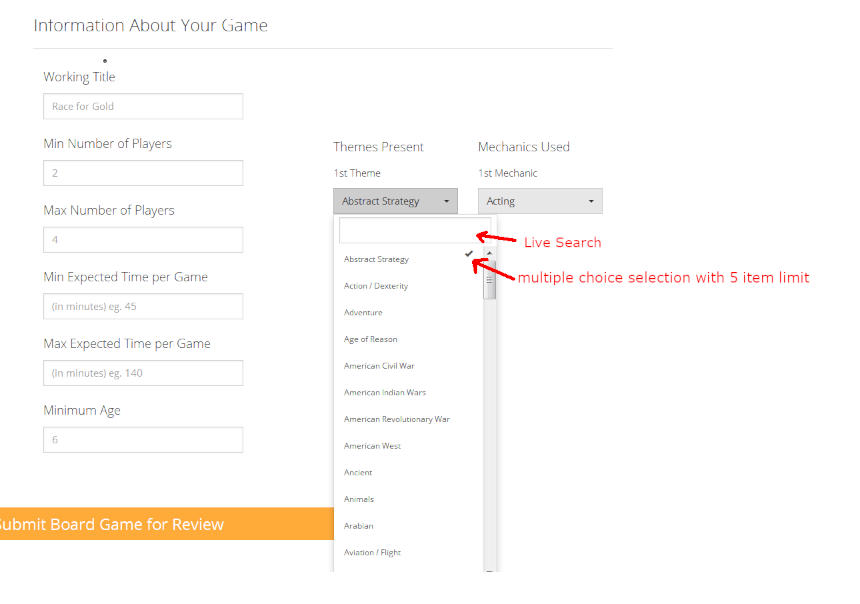 Information About Your Game
Working Title
Race for Gold
Min Number of Players
2
Max Number of Players
4
Min Expected Time per Game
(in minutes) eg. 45
Max Expected Time per Game
(in minutes) eg. 140
Minimum Age
6
Submit Board Game for Review
Themes Present
1st Theme
Abstract Strategy
Abstract Strategy
Action / Dexterity
Adventure
Age of Reason
American Civil War
American Indian Wars
American Revolutionary War
American West
Ancient
Animals
Arabian
Aviation / Flight
Mechanics Used
1st Mechanic
Acting
Live Search
multiple choice selection with 5 item limit